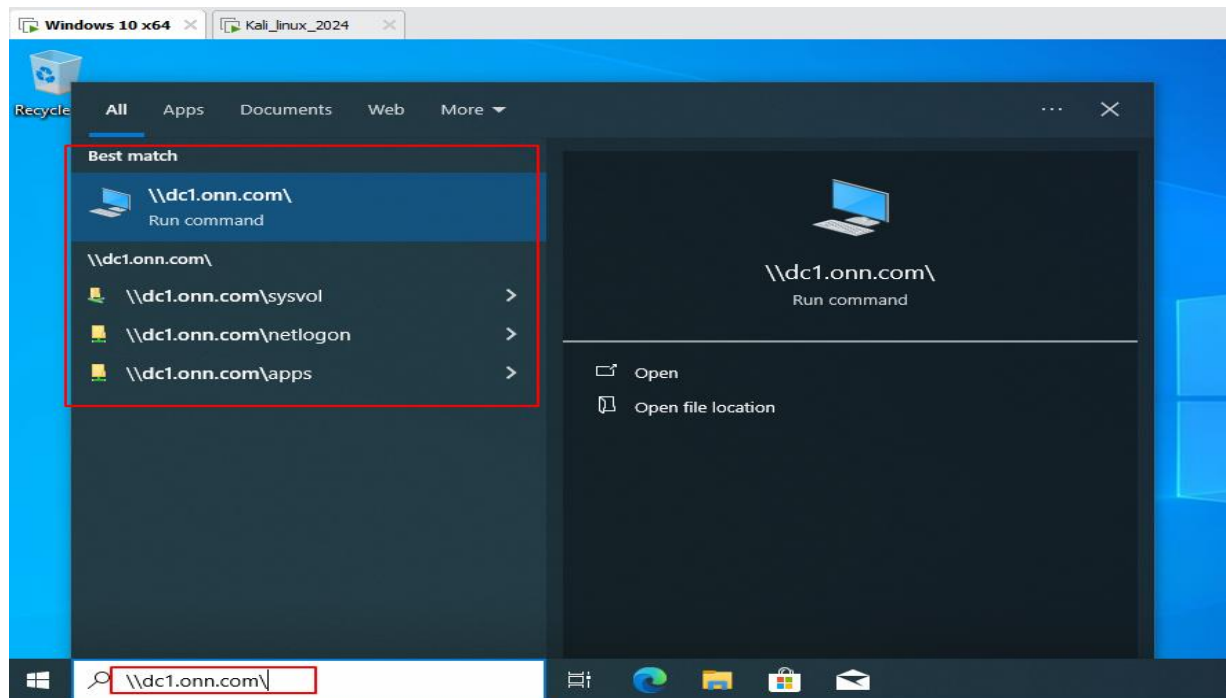 Windows 10 x64
Kali_linux_2024
Recycle
All Apps Documents Web More
Best match
\\dc1.onn.com\
Run command
\\dc1.onn.com\
\\dc1.onn.com\sysvol
\\dc1.onn.com\netlogon
\\dc1.onn.com\apps
\\dc1.onn.com\
Run command
Open
Open file location
\\dc1.onn.com\